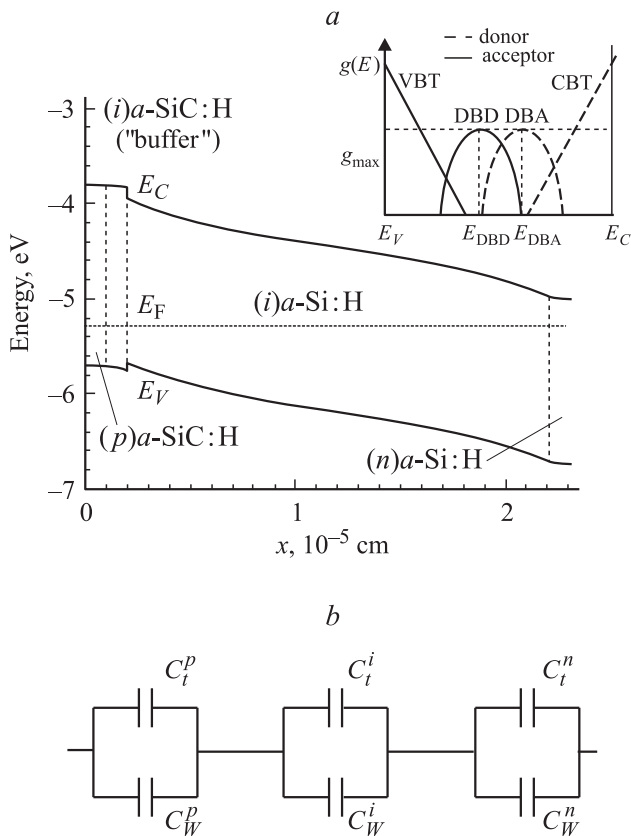 a
g(E)
VBT
CBT
donor
acceptor
DBD DBA
g_max
E_V E_DBD E_DBA E_C
(i)a-SiC:H
("buffer")
E_C
E_F
(i)a-Si:H
E_V
(p)a-SiC:H
(n)a-Si:H
Energy, eV
–3
–4
–5
–6
–7
0 1 2
x, 10^–5 cm
b
C_t^p C_t^i C_t^n
C_W^p C_W^i C_W^n